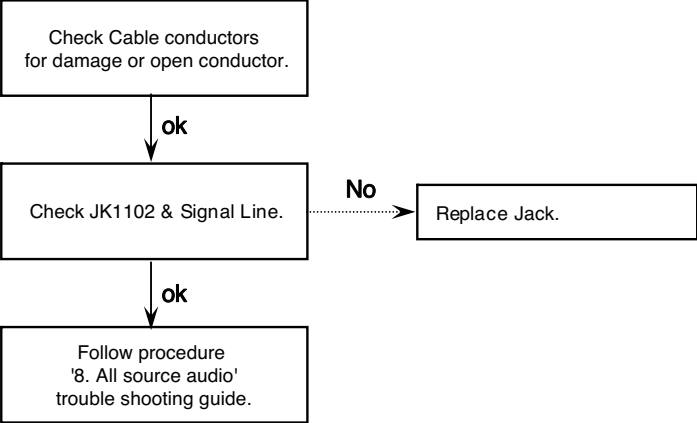 Check Cable conductors
for damage or open conductor.
ok
Check JK1102 & Signal Line.
No
Replace Jack.
ok
Follow procedure
'8. All source audio'
trouble shooting guide.